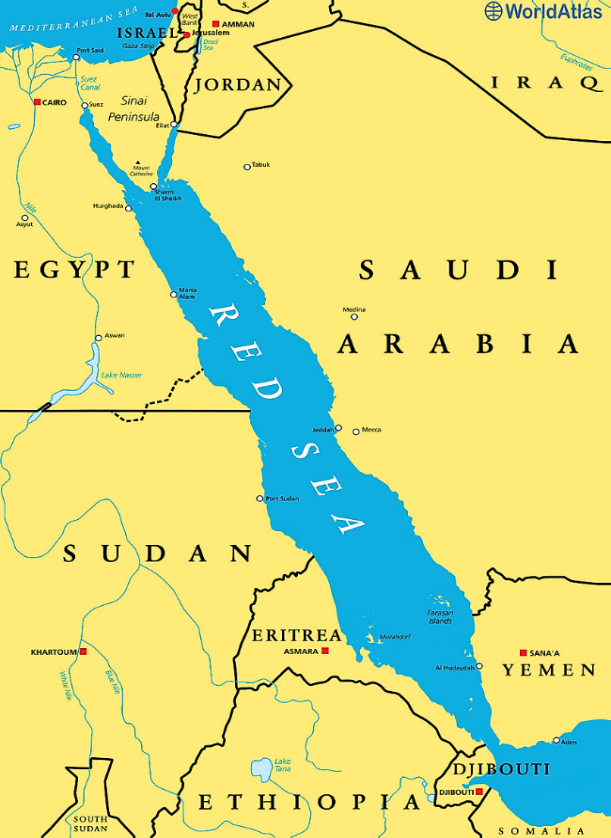 WorldAtlas
MEDITERRANEAN SEA
Tel Aviv
West
Bank
S.
AMMAN
ISRAEL
Jerusalem
Gaza Strip
Dead
Sea
Port Said
Euphrates
Suez
Canal
JORDAN
IRAQ
CAIRO
Suez
Sinai
Peninsula
Eilat
Mount
Catherine
Tabuk
Sharm
El Sheikh
Hurghada
Nile
Asyut
EGYPT
SAUDI
Marsa
Alam
Medina
RED SEA
Aswan
ARABIA
Lake Nasser
Jeddah
Mecca
Port Sudan
SUDAN
Farasan
Islands
ERITREA
ASMARA
KHARTOUM
SANA'A
Al Hudaydah
YEMEN
White Nile
Blue Nile
Aden
Lake
Tana
DJIBOUTI
DJIBOUTI
ETHIOPIA
SOUTH
SUDAN
SOMALIA